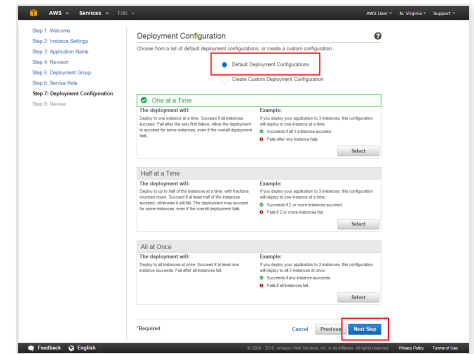 AWS Services Edit AWS User N. Virginia Support
Step 1: Welcome
Step 2: Instance Settings
Step 3: Application Name
Step 4: Revision
Step 5: Deployment Group
Step 6: Service Role
Step 7: Deployment Configuration
Step 8: Review
Deployment Configuration
Choose from a list of default deployment configurations, or create a custom configuration.
Default Deployment Configurations
Create Custom Deployment Configuration
One at a Time
The deployment will:
Deploy to one instance at a time. Succeed if all instances
succeed. Fail after the very first failure. Allow the deployment
to succeed for some instances, even if the overall deployment
fails.
Example:
If you deploy your application to 3 instances, this configuration
will deploy to one instance at a time.
Succeeds if all 3 instances succeed.
Fails after any instance fails.
Select
Half at a Time
The deployment will:
Deploy to up to half of the instances at a time, with fractions
rounded down. Succeed if at least half of the instances
succeed, otherwise it will fail. The deployment may succeed
for some instances, even if the overall deployment fails.
Example:
If you deploy your application to 3 instances, this configuration
will deploy to one instance at a time.
Succeeds if 2 or more instances succeed.
Fails if 2 or more instances fail.
Select
All at Once
The deployment will:
Deploy to all instances at once. Succeed if at least one
instance succeeds. Fail after all instances fail.
Example:
If you deploy your application to 3 instances, this configuration
will deploy to all 3 instances at once.
Succeeds if any instance succeeds.
Fails if all instances fail.
Select
*Required
Cancel Previous Next Step
Feedback English © 2008 - 2016, Amazon Web Services, Inc. or its affiliates. All rights reserved. Privacy Policy Terms of Use